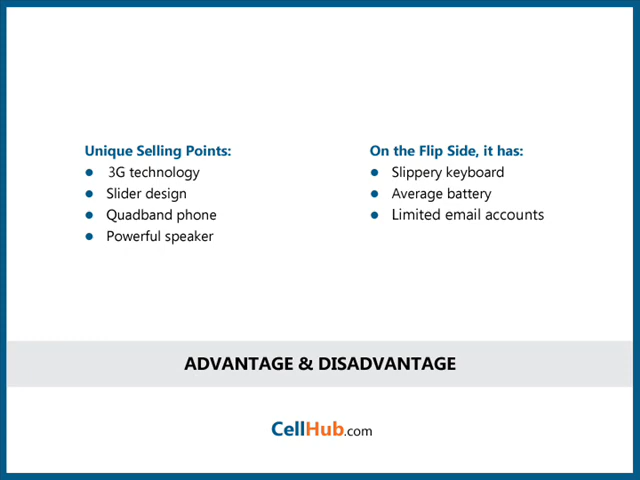 Unique Selling Points:
3G technology
Slider design
Quadband phone
Powerful speaker
On the Flip Side, it has:
Slippery keyboard
Average battery
Limited email accounts
ADVANTAGE & DISADVANTAGE
CellHub.com